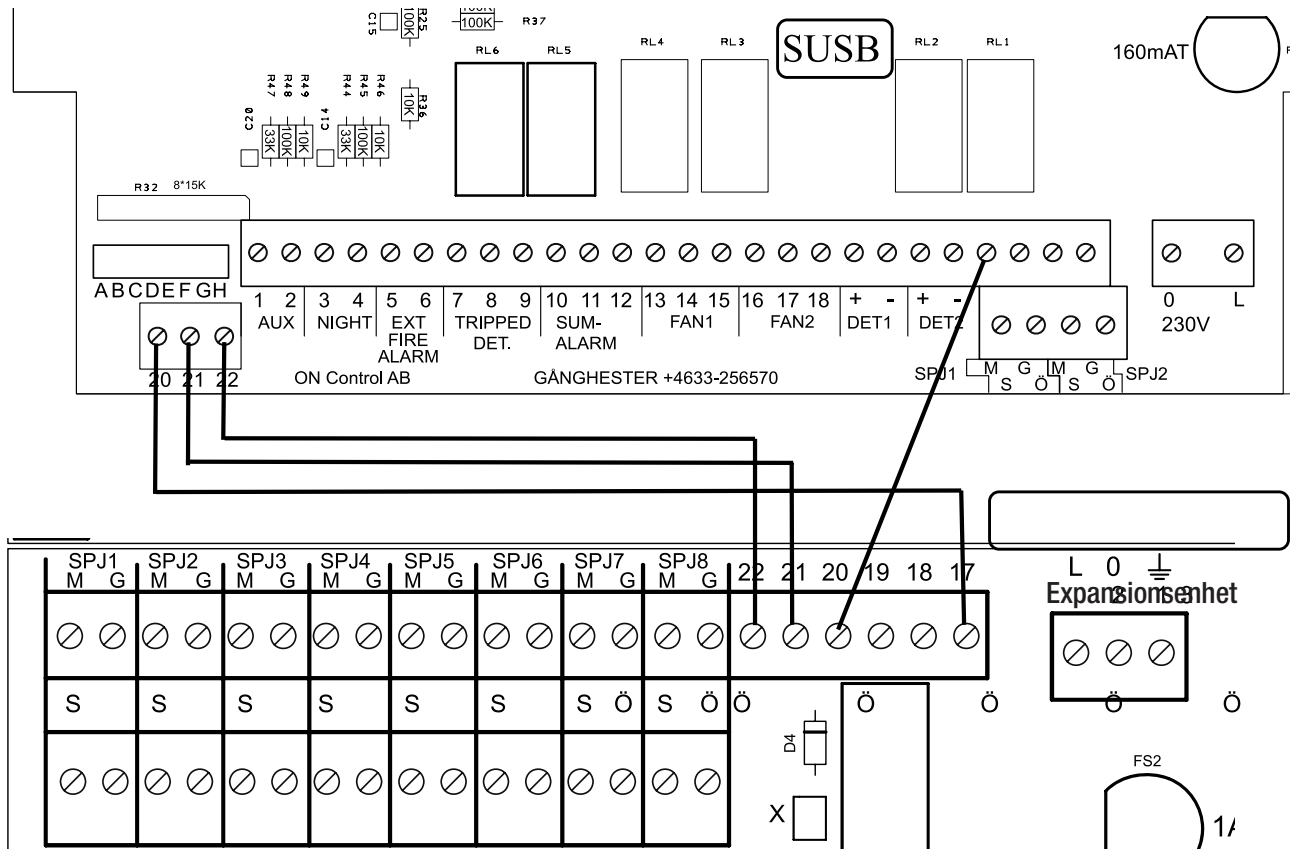 C15
R25
100K
100K
R37
RL6
RL5
RL4
RL3
SUSB
RL2
RL1
160mAT
R47
R48
R49
R44
R45
R46
R36
10K
C20
33K
100K
10K
C14
33K
100K
10K
R32 8*15K
ABCDEFGH
1 2 3 4 5 6 7 8 9 10 11 12 13 14 15 16 17 18 + - + -
AUX NIGHT EXT FIRE ALARM TRIPPED DET. SUM-ALARM FAN1 FAN2 DET1 DET2
0 L
230V
20 21 22
ON Control AB
GÅNGHESTER +4633-256570
SPJ1 M G M G SPJ2
S Ö S Ö
SPJ1 SPJ2 SPJ3 SPJ4 SPJ5 SPJ6 SPJ7 SPJ8
M G M G M G M G M G M G M G M G 22 21 20 19 18 17
L 0
Expansionsenhet
2 1 3
S S S S S S S Ö S Ö Ö Ö Ö Ö Ö
D4
X
FS2